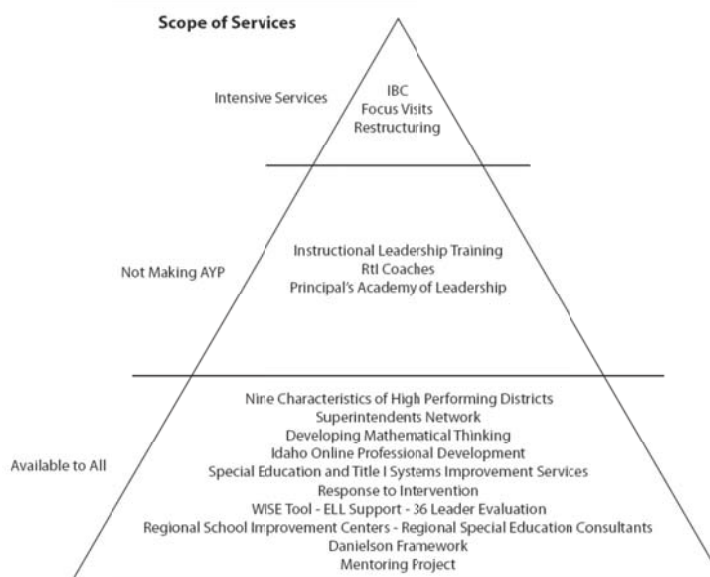 Scope of Services
Intensive Services
IBC
Focus Visits
Restructuring
Not Making AYP
Instructional Leadership Training
RtI Coaches
Principal's Academy of Leadership
Available to All
Nine Characteristics of High Performing Districts
Superintendents Network
Developing Mathematical Thinking
Idaho Online Professional Development
Special Education and Title I Systems Improvement Services
Response to Intervention
WISE Tool - ELL Support - 36 Leader Evaluation
Regional School Improvement Centers - Regional Special Education Consultants
Danielson Framework
Mentoring Project